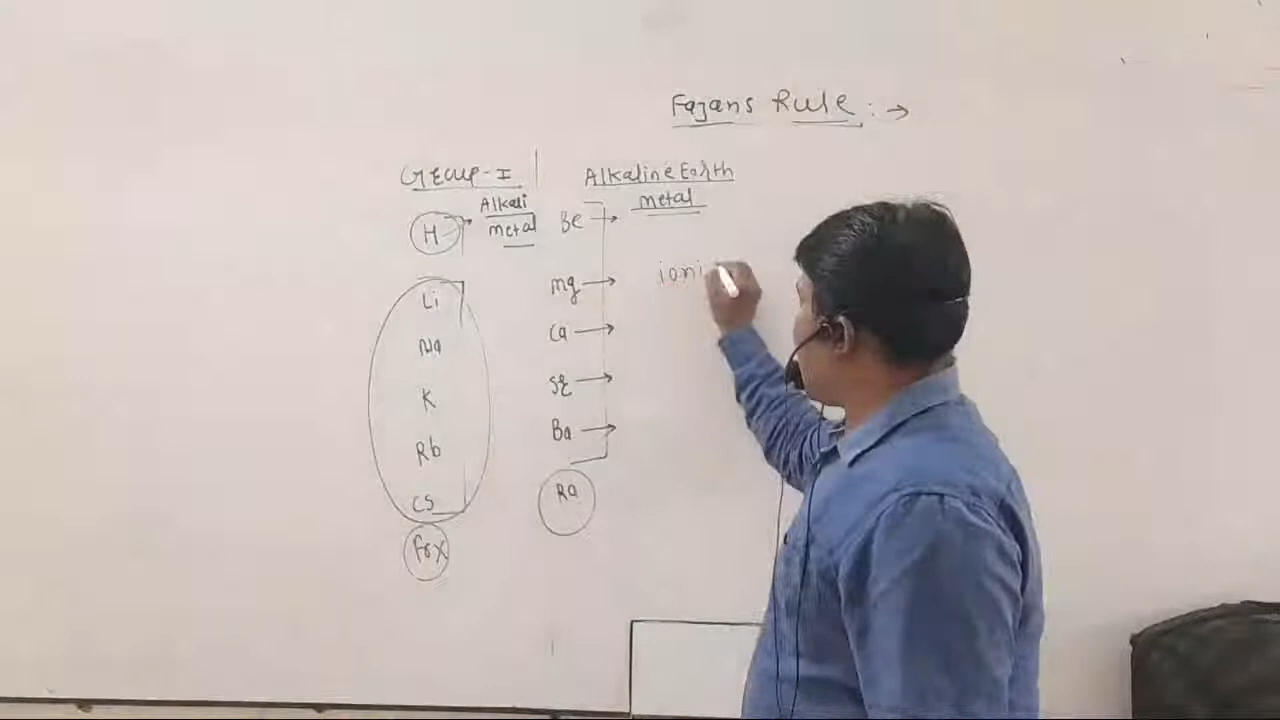 Fajans Rule : →
Group-I
Alkaline Earth
metal
H → Alkali
metal
Be →
mg →
ioni
Li
Ca →
Na
Sr →
K
Ba →
Rb
Ra
Cs
Frx